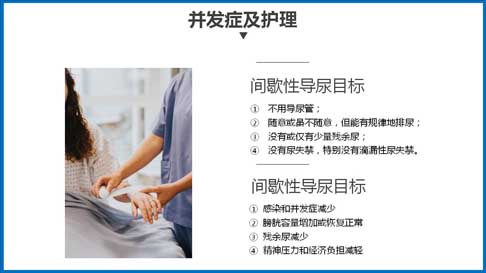 并发症及护理
间歇性导尿目标
① 不用导尿管；
② 随意或虽不随意，但能有规律地排尿；
③ 没有或仅有少量残余尿；
④ 没有尿失禁，特别没有滴漏性尿失禁。
间歇性导尿目标
① 感染和并发症减少
② 膀胱容量增加或恢复正常
③ 残余尿减少
④ 精神压力和经济负担减轻